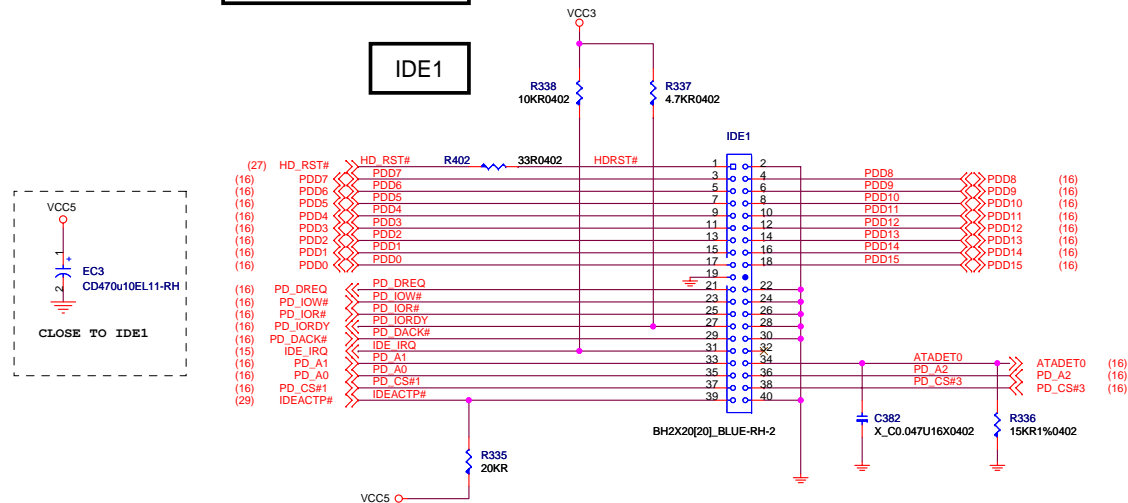 VCC3
IDE1
R338
10KR0402
R337
4.7KR0402
IDE1
(27) HD_RST# HD_RST# R402 33R0402 HDRST# 1 2
(16) PDD7 PDD7 3 4 PDD8 PDD8 (16)
(16) PDD6 PDD6 5 6 PDD9 PDD9 (16)
(16) PDD5 PDD5 7 8 PDD10 PDD10 (16)
(16) PDD4 PDD4 9 10 PDD11 PDD11 (16)
(16) PDD3 PDD3 11 12 PDD12 PDD12 (16)
(16) PDD2 PDD2 13 14 PDD13 PDD13 (16)
(16) PDD1 PDD1 15 16 PDD14 PDD14 (16)
(16) PDD0 PDD0 17 18 PDD15 PDD15 (16)
19
(16) PD_DREQ PD_DREQ 21 22
(16) PD_IOW# PD_IOW# 23 24
(16) PD_IOR# PD_IOR# 25 26
(16) PD_IORDY PD_IORDY 27 28
(16) PD_DACK# PD_DACK# 29 30
(15) IDE_IRQ IDE_IRQ 31 32
(16) PD_A1 PD_A1 33 34 ATADET0 ATADET0 (16)
(16) PD_A0 PD_A0 35 36 PD_A2 PD_A2 (16)
(16) PD_CS#1 PD_CS#1 37 38 PD_CS#3 PD_CS#3 (16)
(29) IDEACTP# IDEACTP# 39 40
BH2X20[20]_BLUE-RH-2
VCC5
1
+
EC3
CD470u10EL11-RH
2
CLOSE TO IDE1
C382
X_C0.047U16X0402
R336
15KR1%0402
R335
20KR
VCC5